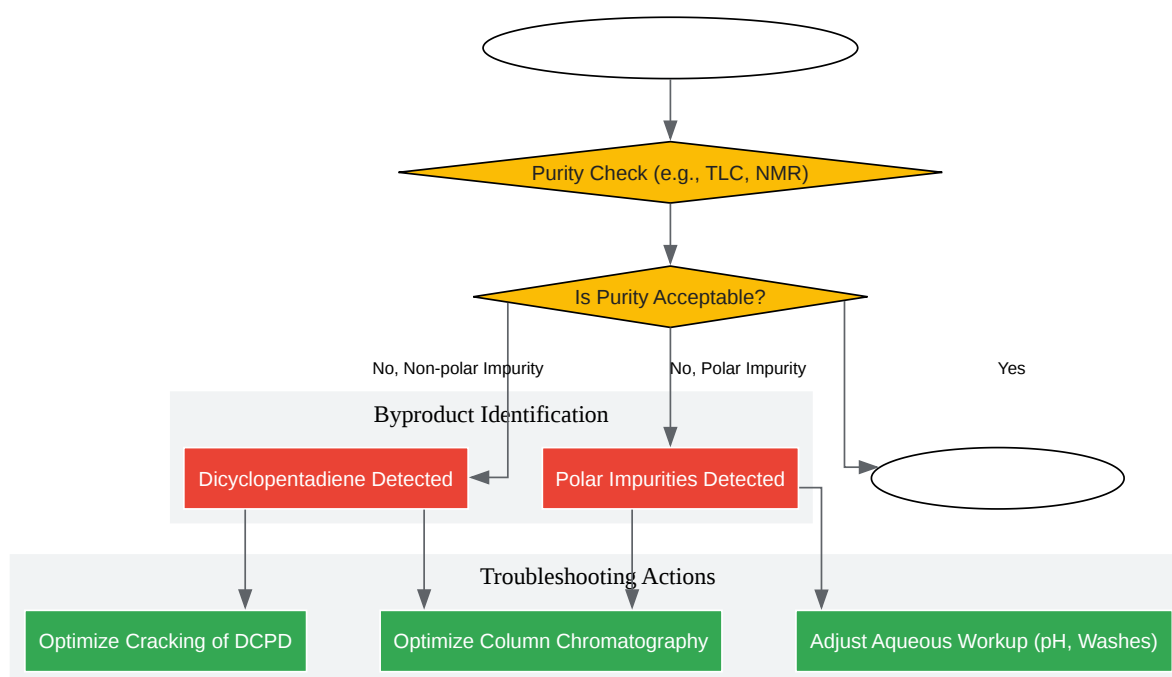 Purity Check (e.g., TLC, NMR)
Is Purity Acceptable?
No, Non-polar Impurity
No, Polar Impurity
Yes
Byproduct Identification
Dicyclopentadiene Detected
Polar Impurities Detected
Troubleshooting Actions
Optimize Cracking of DCPD
Optimize Column Chromatography
Adjust Aqueous Workup (pH, Washes)